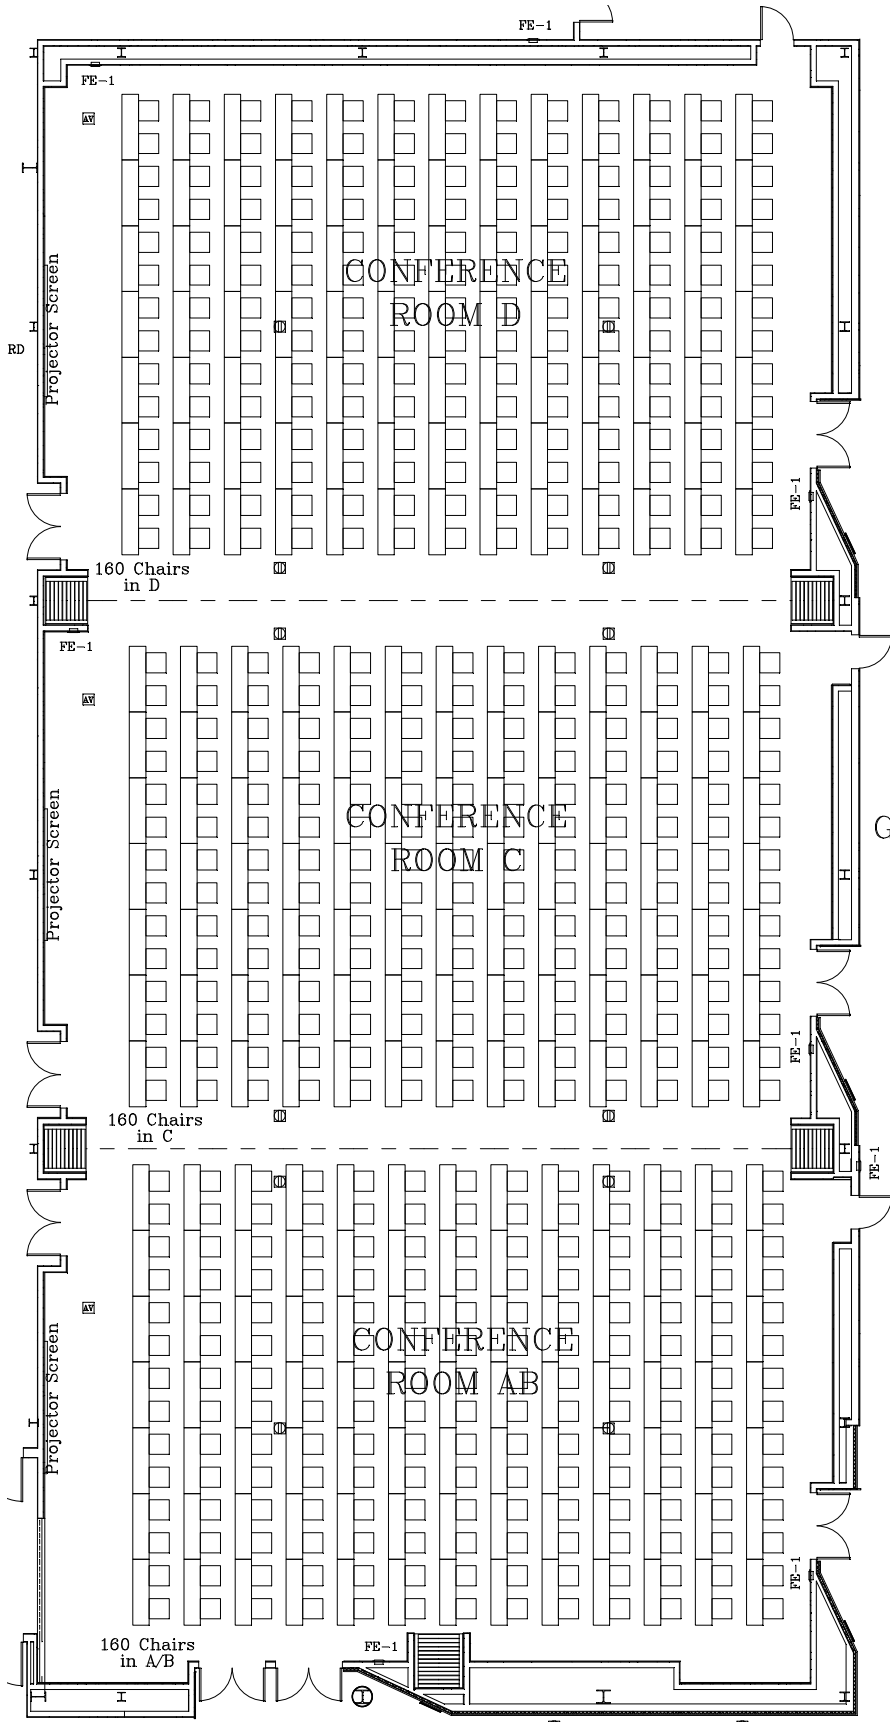 FE-1
FE-1
AV
CONFERENCE
ROOM D
Projector Screen
RD
FE-1
160 Chairs
in D
FE-1
AV
CONFERENCE
ROOM C
Projector Screen
G
FE-1
160 Chairs
in C
FE-1
AV
CONFERENCE
ROOM AB
Projector Screen
FE-1
160 Chairs
in A/B
FE-1